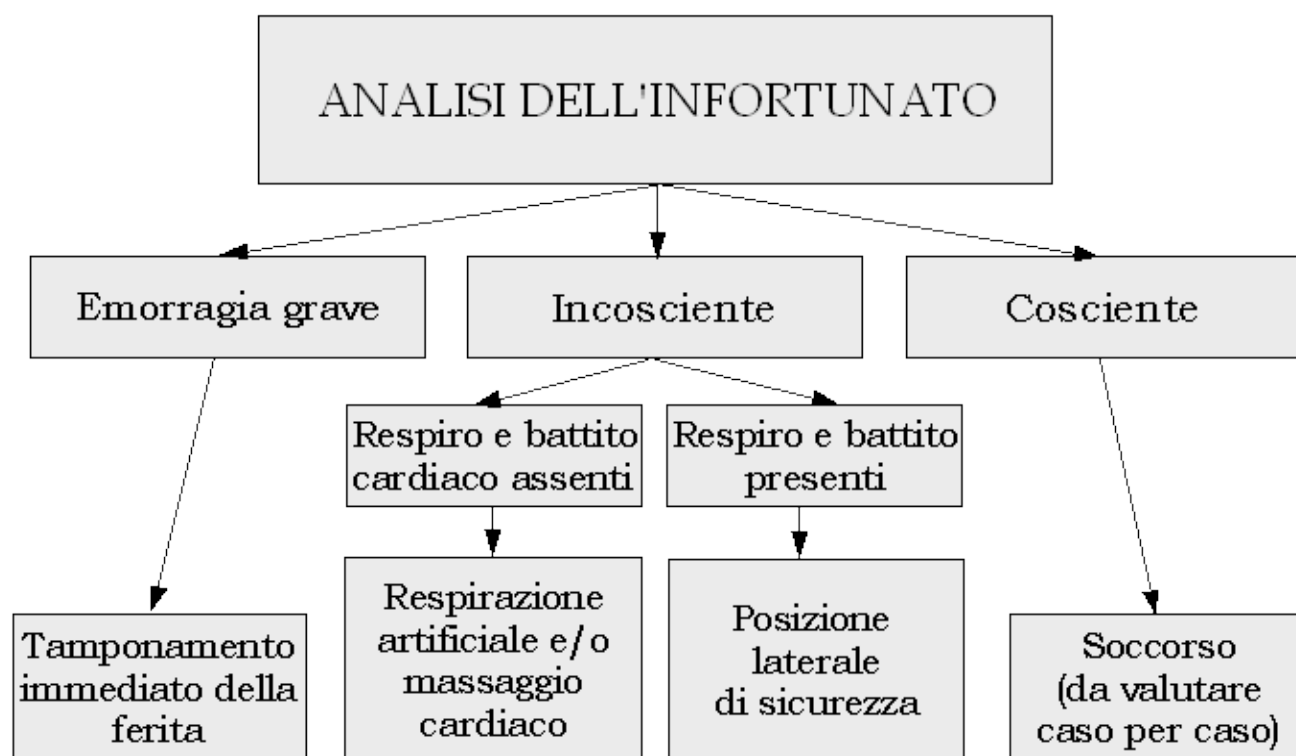 ANALISI DELL'INFORTUNATO
Emorragia grave
Incosciente
Cosciente
Respiro e battito
cardiaco assenti
Respiro e battito
presenti
Tamponamento
immediato della
ferita
Respirazione
artificiale e/o
massaggio
cardiaco
Posizione
laterale
di sicurezza
Soccorso
(da valutare
caso per caso)